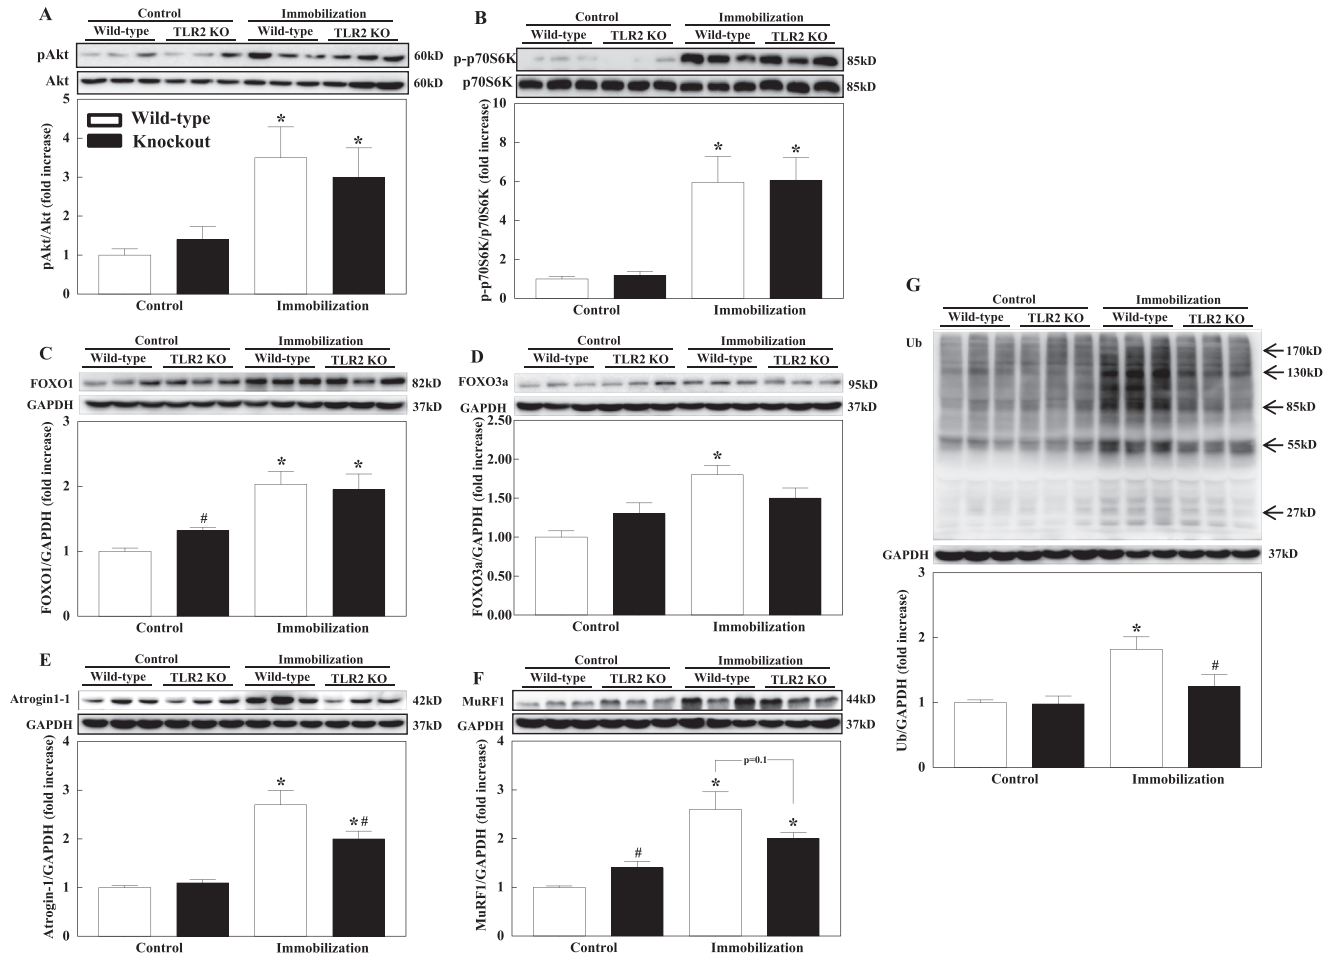 A
Control Immobilization
Wild-type TLR2 KO Wild-type TLR2 KO
pAkt 60kD
Akt 60kD
pAkt/Akt (fold increase)
5
4
3
2
1
0
Wild-type
Knockout
* *
Control Immobilization
B
Control Immobilization
Wild-type TLR2 KO Wild-type TLR2 KO
p-p70S6K 85kD
p70S6K 85kD
p-p70S6K/p70S6K (fold increase)
10
8
6
4
2
0
* *
Control Immobilization
C
Control Immobilization
Wild-type TLR2 KO Wild-type TLR2 KO
FOXO1 82kD
GAPDH 37kD
FOXO1/GAPDH (fold increase)
3
2
1
0
# * *
Control Immobilization
D
Control Immobilization
Wild-type TLR2 KO Wild-type TLR2 KO
FOXO3a 95kD
GAPDH 37kD
FOXO3a/GAPDH (fold increase)
2.50
2.00
1.50
1.00
0.50
0.00
*
Control Immobilization
E
Control Immobilization
Wild-type TLR2 KO Wild-type TLR2 KO
Atrogin1-1 42kD
GAPDH 37kD
Atrogin-1/GAPDH (fold increase)
4
3
2
1
0
* *#
Control Immobilization
F
Control Immobilization
Wild-type TLR2 KO Wild-type TLR2 KO
MuRF1 44kD
GAPDH 37kD
MuRF1/GAPDH (fold increase)
4
3
2
1
0
p=0.1
# * *
Control Immobilization
G
Control Immobilization
Wild-type TLR2 KO Wild-type TLR2 KO
Ub
170kD
130kD
85kD
55kD
27kD
GAPDH 37kD
Ub/GAPDH (fold increase)
3
2
1
0
* #
Control Immobilization